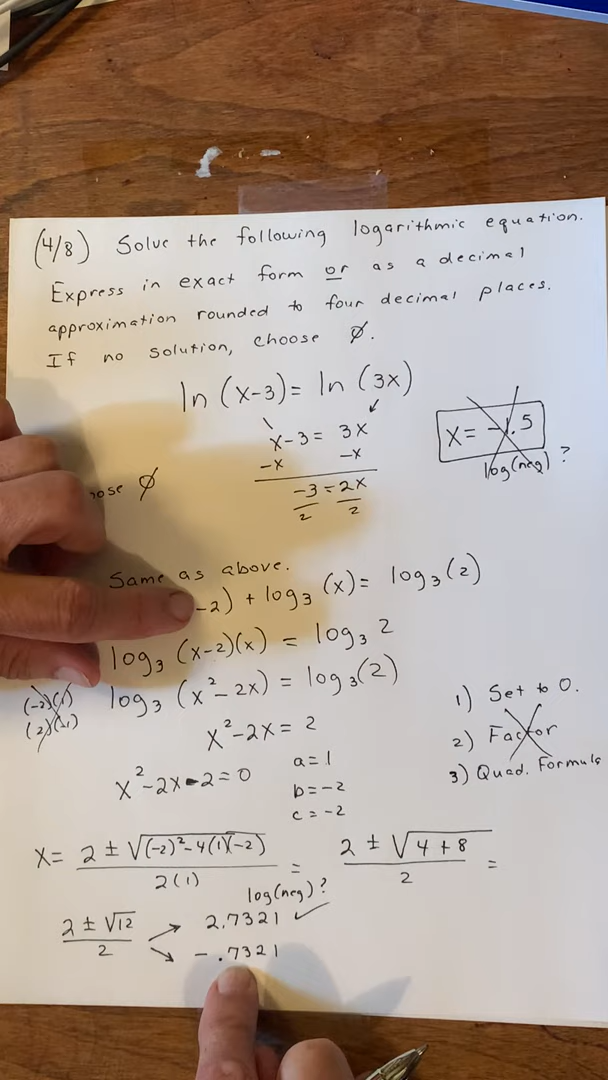 (4/8) Solve the following logarithmic equation.
Express in exact form or as a decimal
approximation rounded to four decimal places.
If no solution, choose ∅.
ln (x-3) = ln (3x)
x-3 = 3x
-x -x
-3 = 2x
2 2
x = -1.5
log(neg) ?
∅
Same as above.
-2) + log₃ (x) = log₃ (2)
log₃ (x-2)(x) = log₃ 2
log₃ (x²-2x) = log₃(2)
(-2)(1)
(2)(-1)
x²-2x = 2
x²-2x-2=0
a=1
b=-2
c=-2
1) Set to 0.
2) Factor
3) Quad. Formula
x= 2 ± √(-2)²-4(1)(-2) = 2 ± √4+8 =
2(1) 2
log(neg)?
2 ± √12 → 2.7321 ✓
2 → -.7321